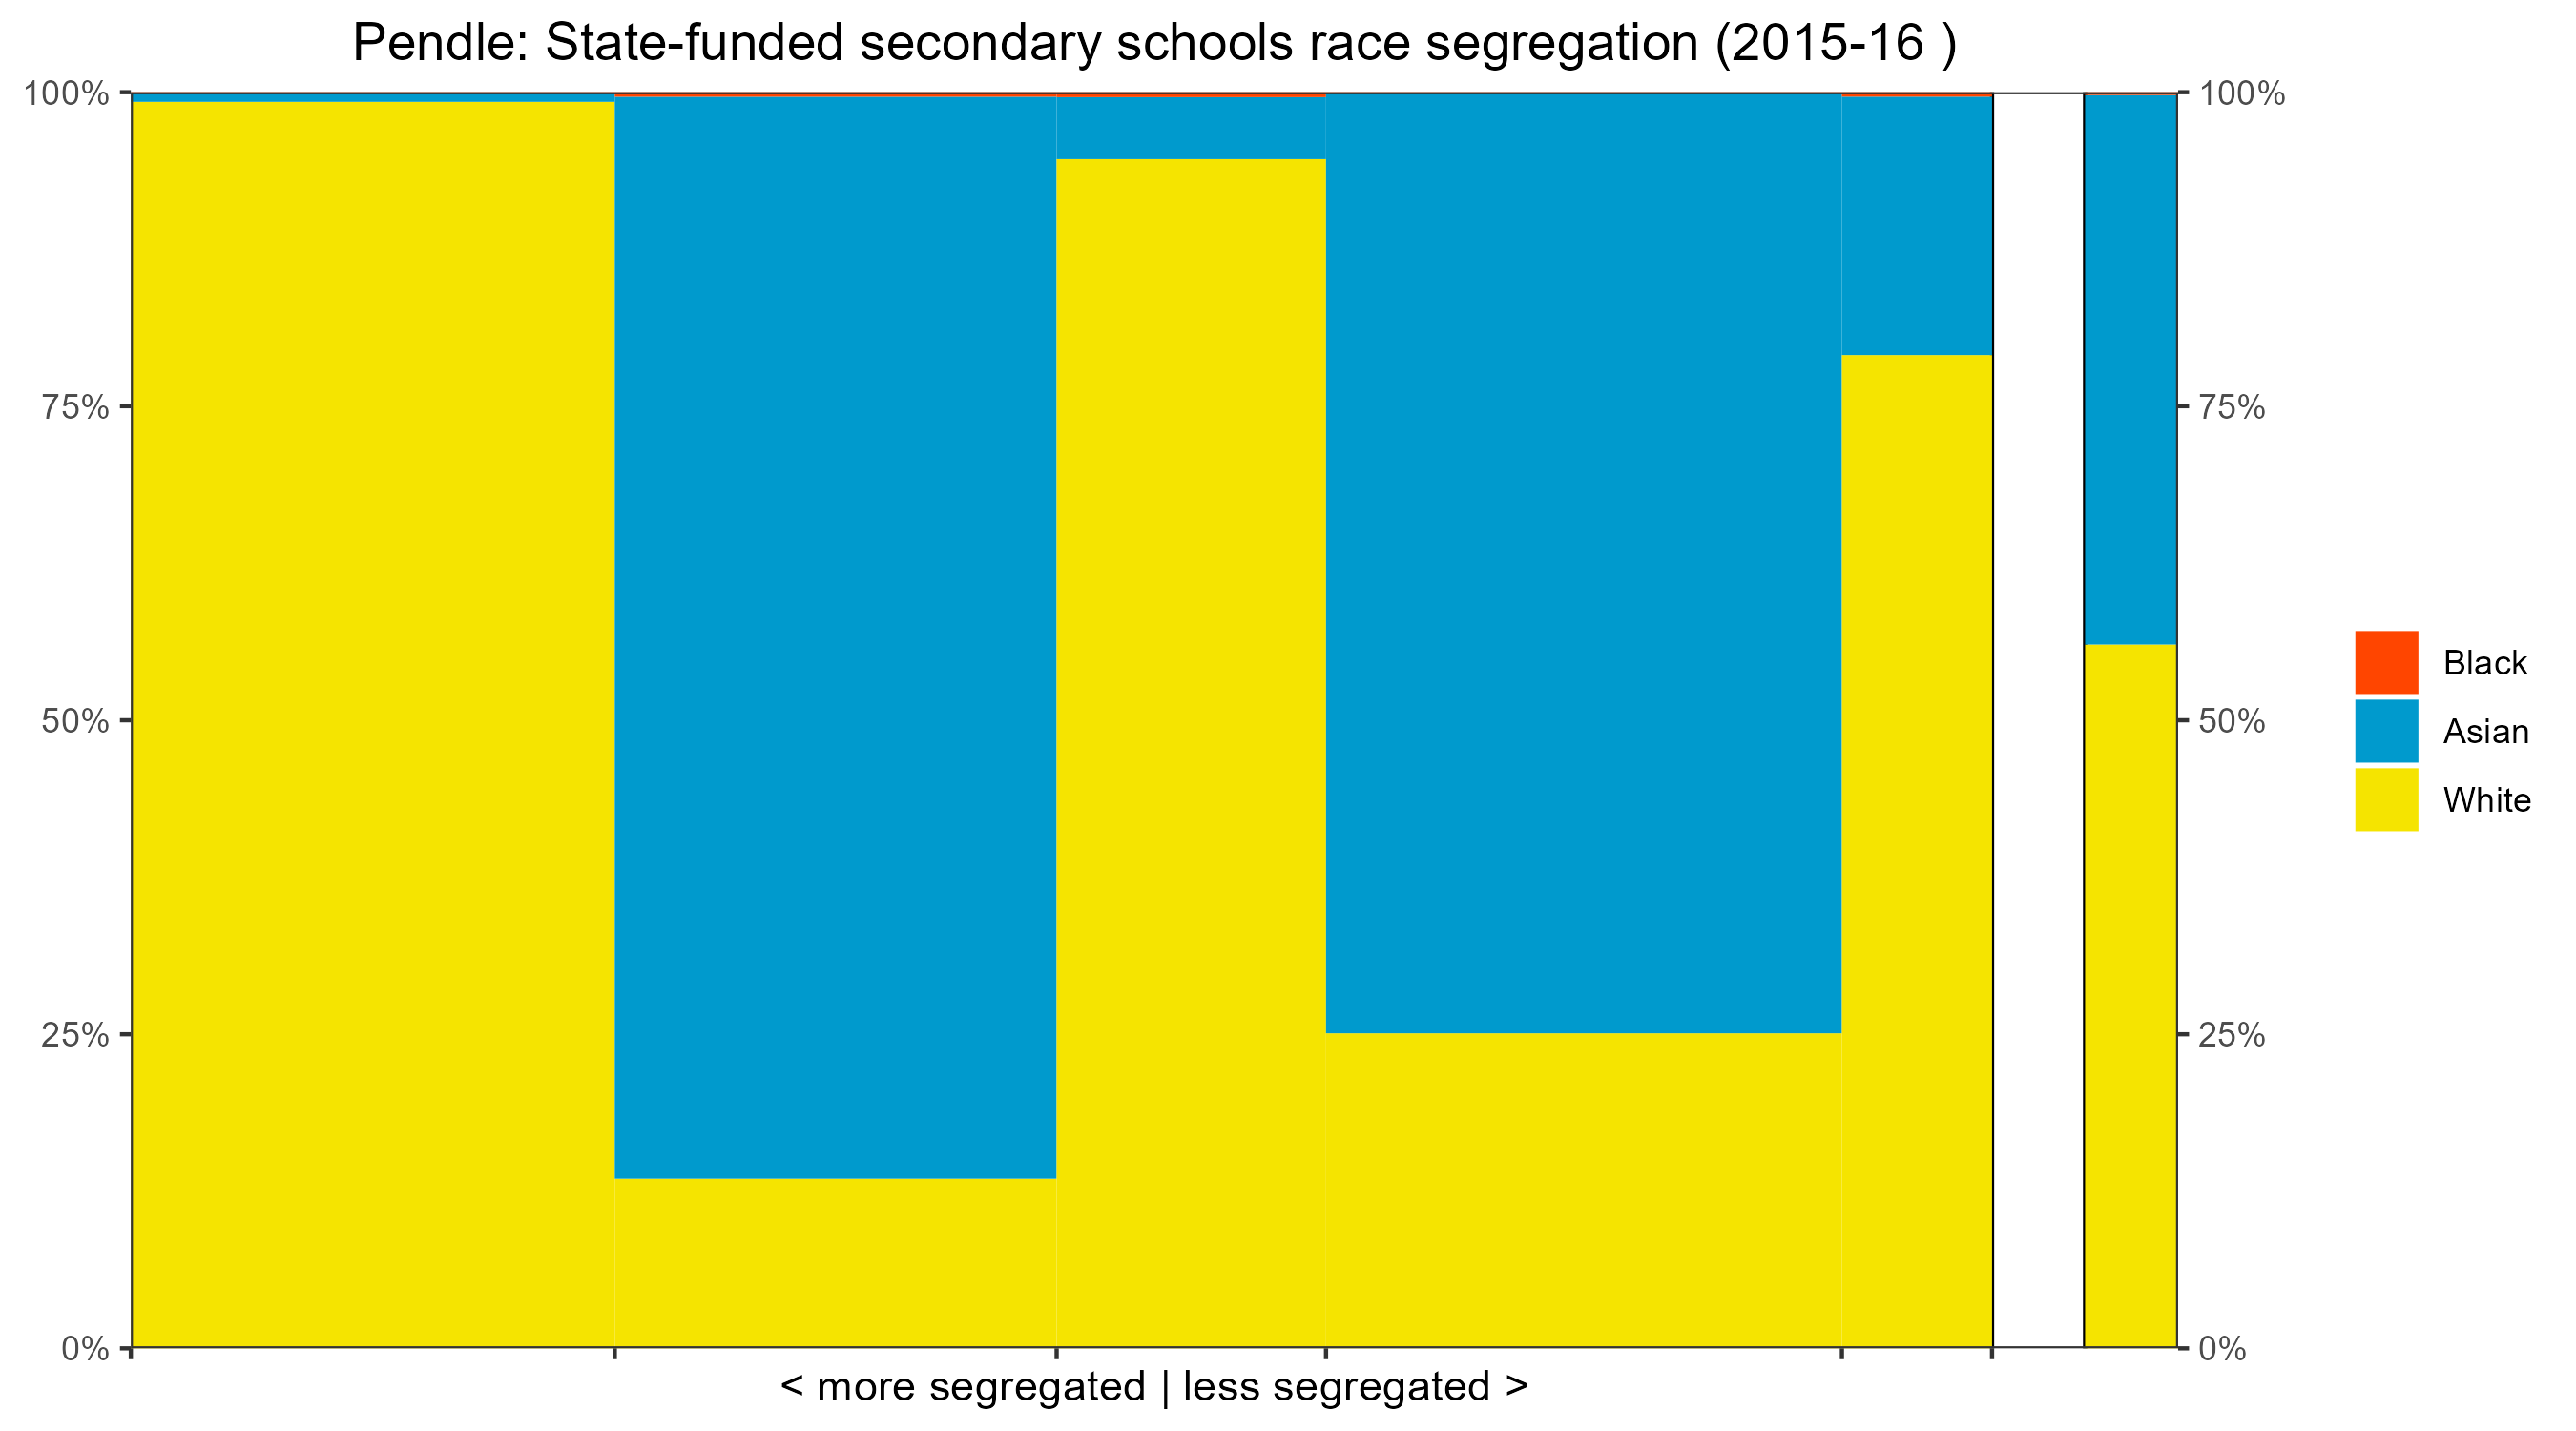 Pendle: State-funded secondary schools race segregation (2015-16 )
100%
75%
50%
25%
0%
100%
75%
50%
25%
0%
Black
Asian
White
< more segregated | less segregated >